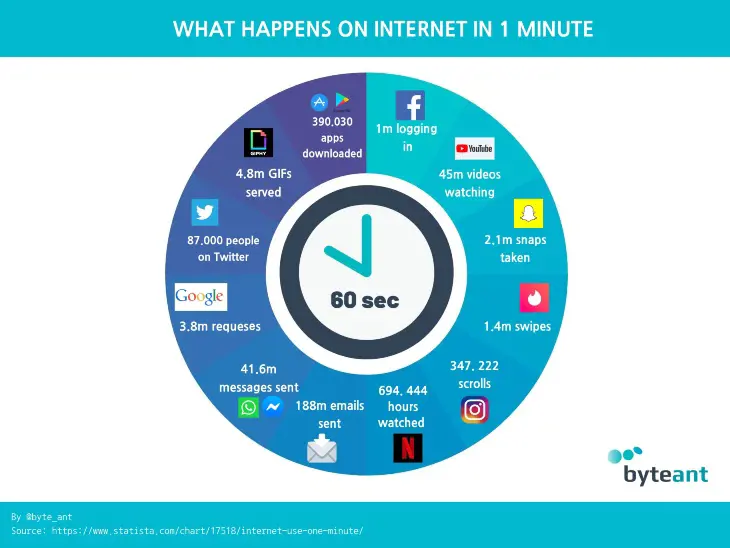 WHAT HAPPENS ON INTERNET IN 1 MINUTE
390.030
apps
downloaded
1m logging
in
GIPHY
4.8m GIFs
served
YouTube
45m videos
watching
87.000 people
on Twitter
2.1m snaps
taken
Google
3.8m requeses
1.4m swipes
60 sec
41.6m
messages sent
188m emails
sent
694. 444
hours
watched
347. 222
scrolls
byteant
By @byte_ant
Source: https://www.statista.com/chart/17518/internet-use-one-minute/